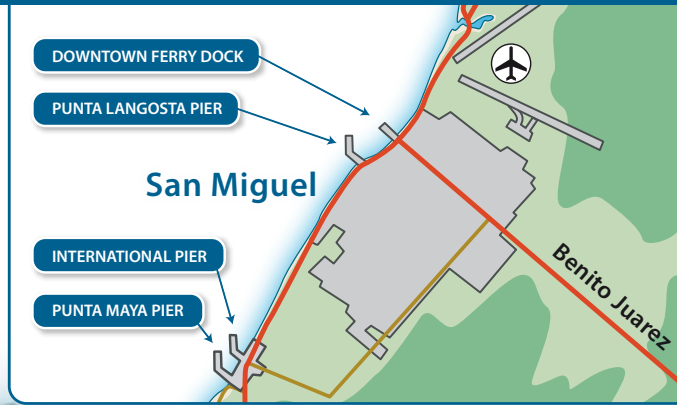 DOWNTOWN FERRY DOCK
PUNTA LANGOSTA PIER
San Miguel
INTERNATIONAL PIER
PUNTA MAYA PIER
Benito Juarez